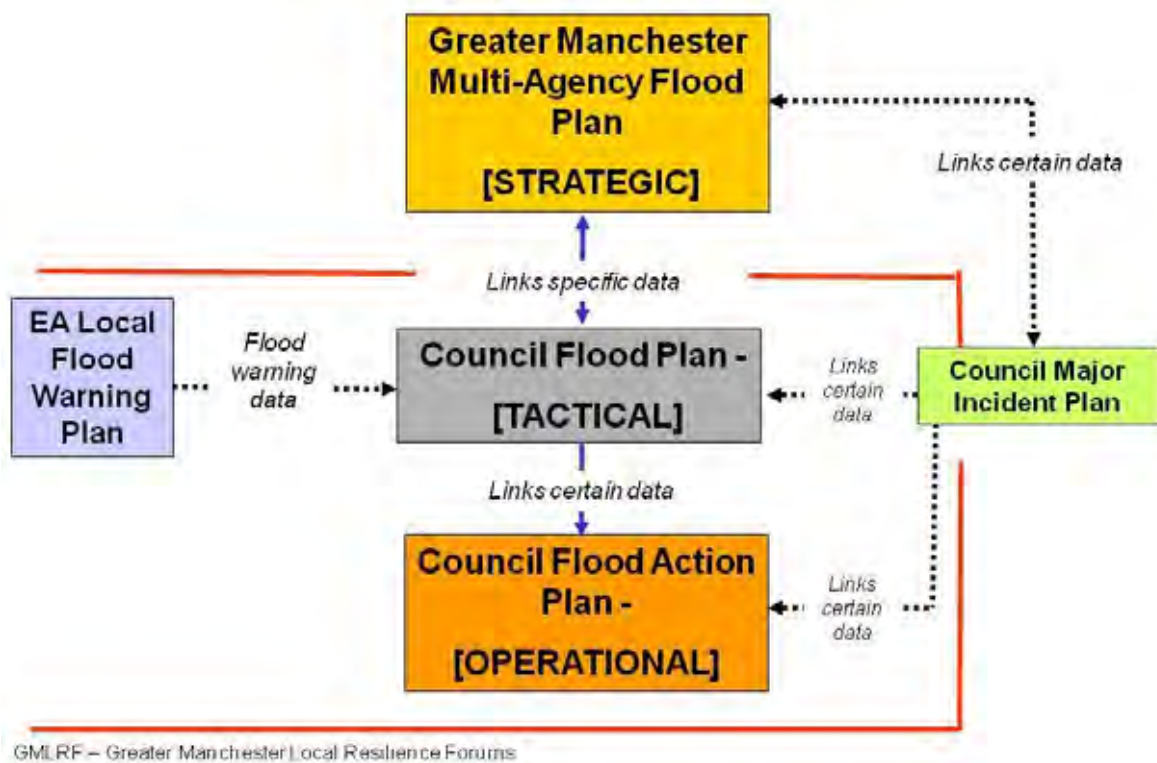 Greater Manchester
Multi-Agency Flood
Plan
[STRATEGIC]
Links certain data
Links specific data
EA Local
Flood
Warning
Plan
Flood
warning
data
Council Flood Plan -
[TACTICAL]
Links
certain
data
Council Major
Incident Plan
Links certain data
Council Flood Action
Plan -
[OPERATIONAL]
Links
certain
data
GMLRF – Greater Manchester Local Resilience Forums